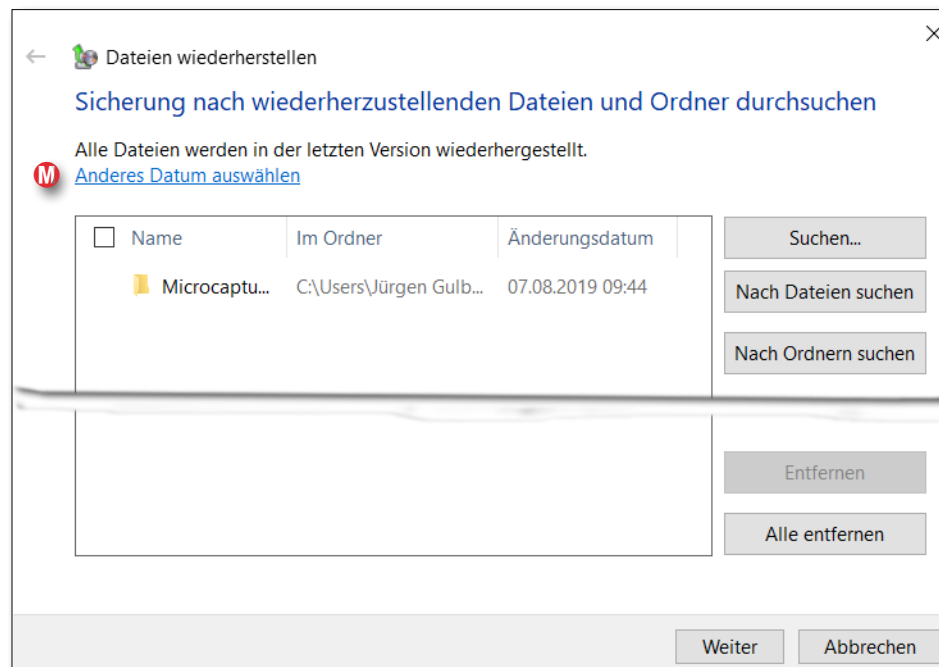 Dateien wiederherstellen
Sicherung nach wiederherzustellenden Dateien und Ordner durchsuchen
Alle Dateien werden in der letzten Version wiederhergestellt.
M Anderes Datum auswählen
Name Im Ordner Änderungsdatum Suchen...
Microcaptu... C:\Users\Jürgen Gulb... 07.08.2019 09:44 Nach Dateien suchen
Nach Ordnern suchen
Entfernen
Alle entfernen
Weiter Abbrechen